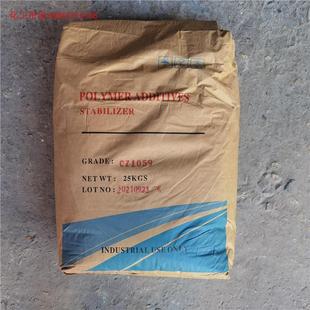 POLYMER ADDITIVES
STABILIZER
GRADE: CZ1059
NET WT: 25KGS
LOT NO:
INDUSTRIAL USE ONLY